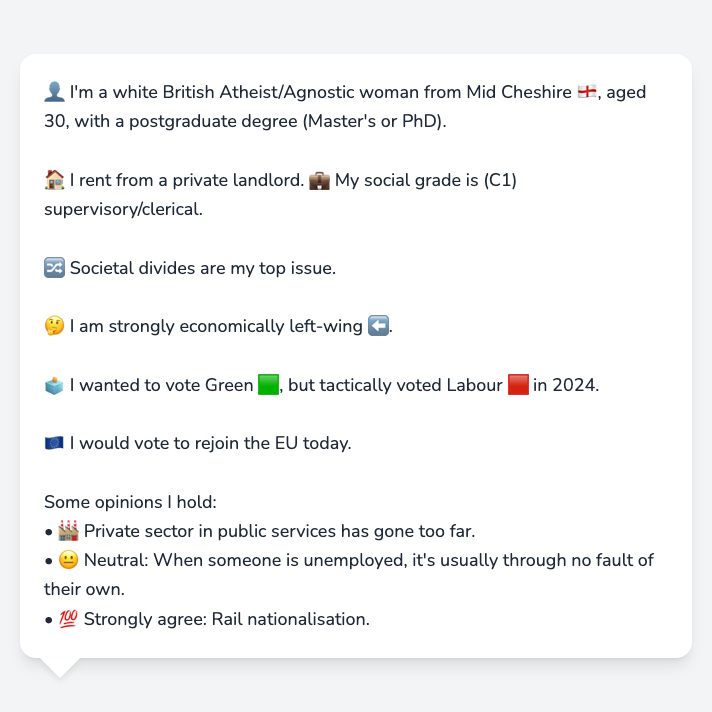 👤 I'm a white British Atheist/Agnostic woman from Mid Cheshire 🏴󠁧󠁢󠁥󠁮󠁧󠁿, aged
30, with a postgraduate degree (Master's or PhD).
🏠 I rent from a private landlord. 💼 My social grade is (C1)
supervisory/clerical.
🔀 Societal divides are my top issue.
🤔 I am strongly economically left-wing ⬅️.
🗳️ I wanted to vote Green 🟩, but tactically voted Labour 🟥 in 2024.
🇪🇺 I would vote to rejoin the EU today.
Some opinions I hold:
• 🏭 Private sector in public services has gone too far.
• 😐 Neutral: When someone is unemployed, it's usually through no fault of
their own.
• 💯 Strongly agree: Rail nationalisation.